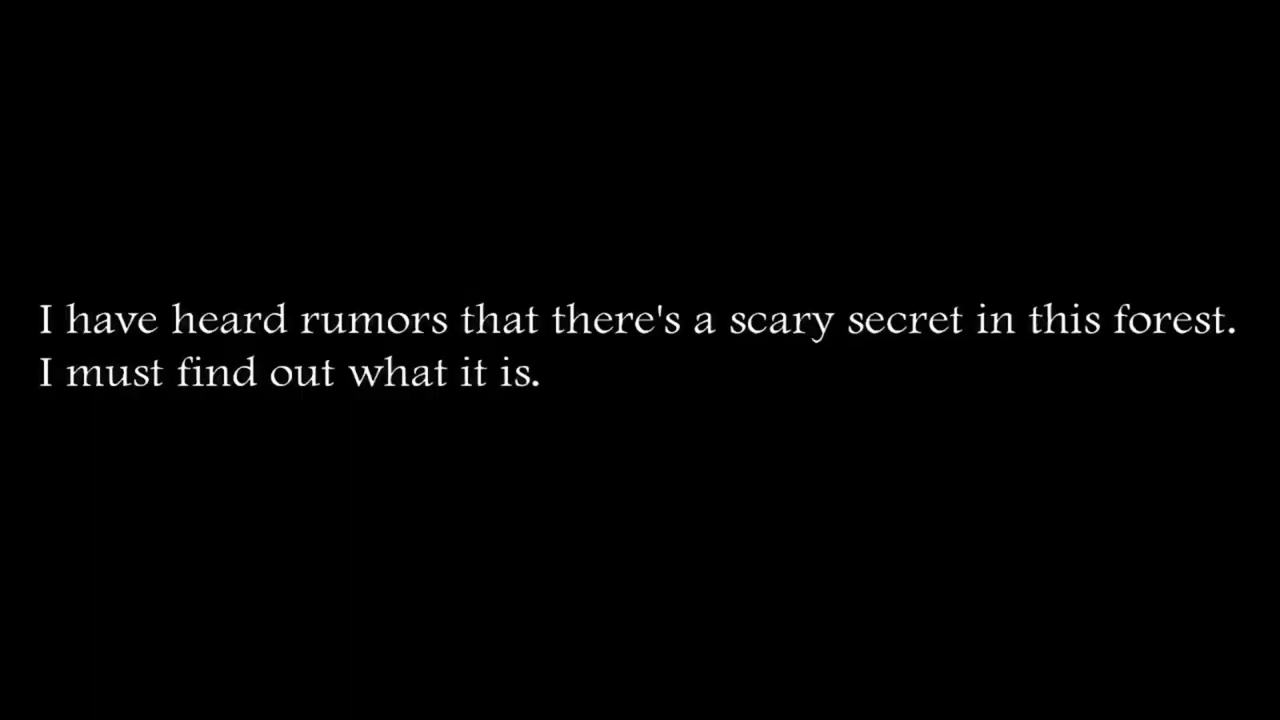 I have heard rumors that there's a scary secret in this forest.
I must find out what it is.